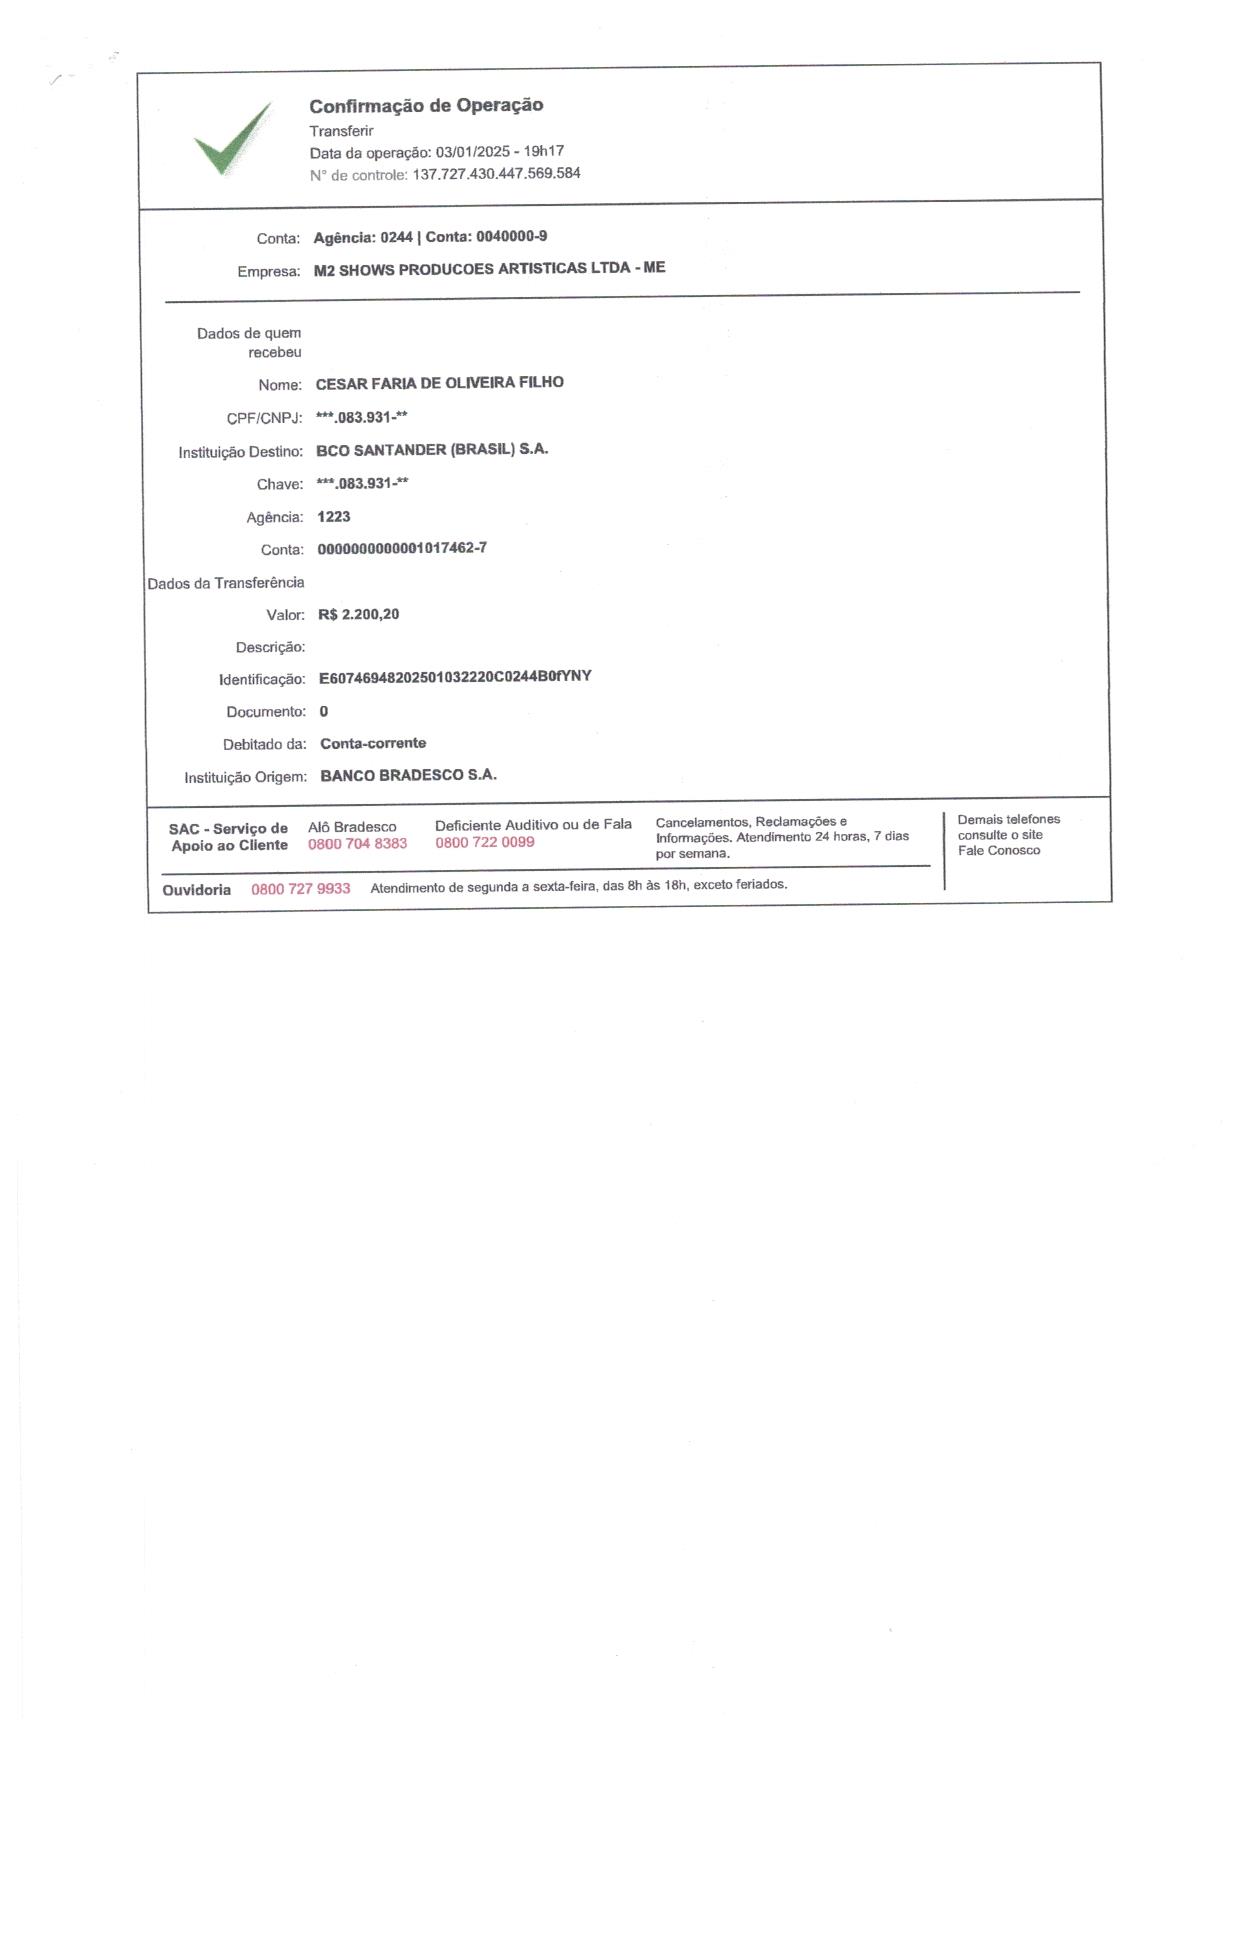 Confirmação de Operação
Transferir
Data da operação: 03/01/2025 - 19h17
N° de controle: 137.727.430.447.569.584
Conta: Agência: 0244 | Conta: 0040000-9
Empresa: M2 SHOWS PRODUCOES ARTISTICAS LTDA - ME
Dados de quem
recebeu
Nome: CESAR FARIA DE OLIVEIRA FILHO
CPF/CNPJ: ***.083.931-**
Instituição Destino: BCO SANTANDER (BRASIL) S.A.
Chave: ***.083.931-**
Agência: 1223
Conta: 0000000000001017462-7
Dados da Transferência
Valor: R$ 2.200,20
Descrição:
Identificação: E60746948202501032220C0244B0fYNY
Documento: 0
Debitado da: Conta-corrente
Instituição Origem: BANCO BRADESCO S.A.
SAC - Serviço de
Apoio ao Cliente
Alô Bradesco
0800 704 8383
Deficiente Auditivo ou de Fala
0800 722 0099
Cancelamentos, Reclamações e
Informações. Atendimento 24 horas, 7 dias
por semana.
Demais telefones
consulte o site
Fale Conosco
Ouvidoria 0800 727 9933 Atendimento de segunda a sexta-feira, das 8h às 18h, exceto feriados.